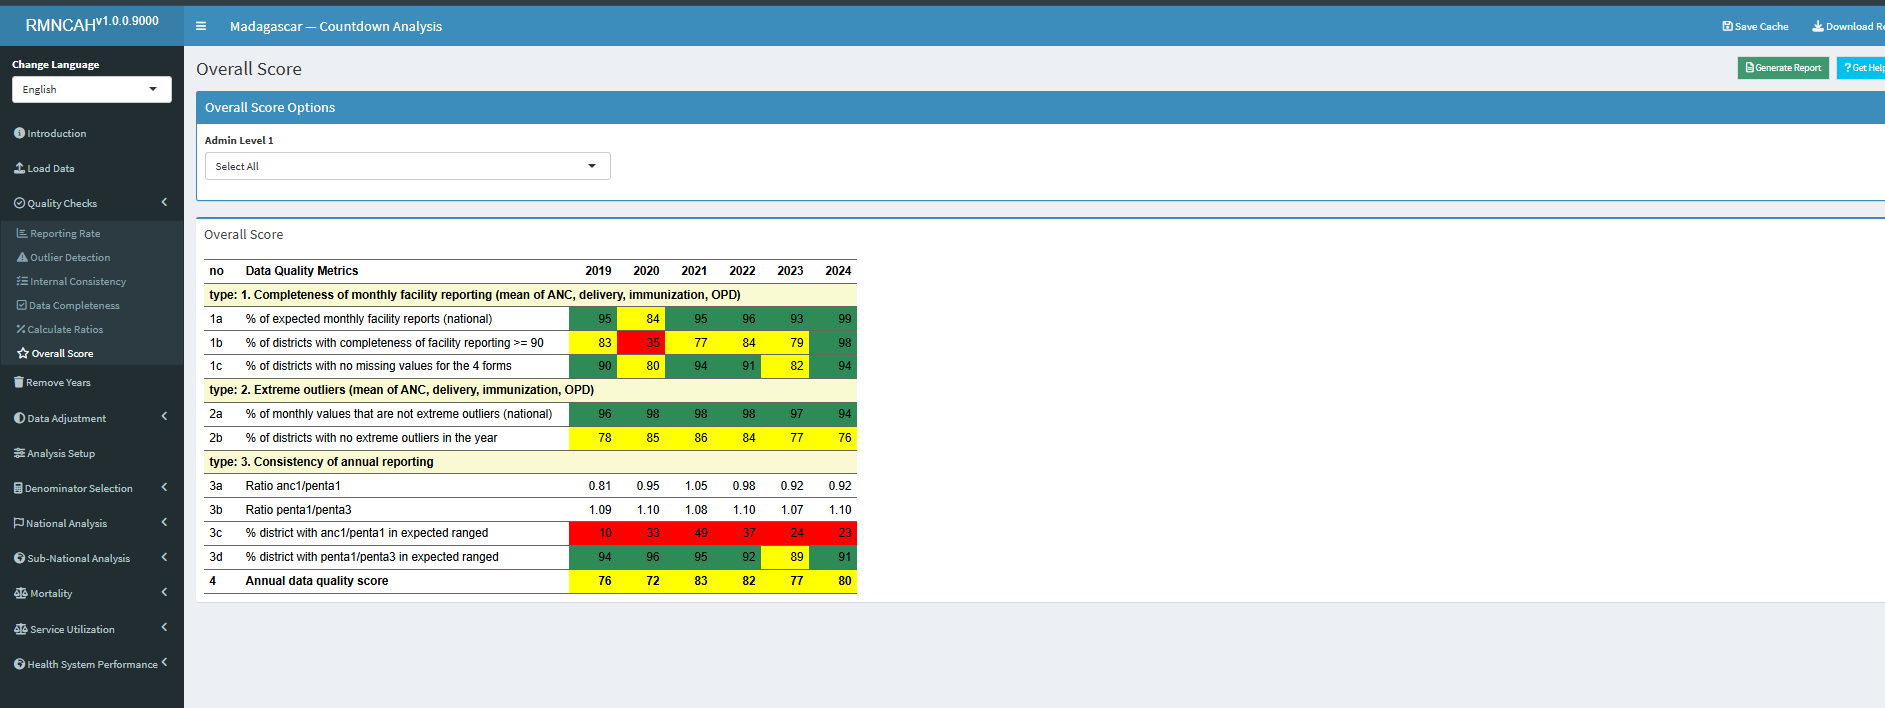 RMNCAHv1.0.0.9000
Madagascar — Countdown Analysis
Save Cache
Download Re
Change Language
English
Introduction
Load Data
Quality Checks
Reporting Rate
Outlier Detection
Internal Consistency
Data Completeness
Calculate Ratios
Overall Score
Remove Years
Data Adjustment
Analysis Setup
Denominator Selection
National Analysis
Sub-National Analysis
Mortality
Service Utilization
Health System Performance
Overall Score
Generate Report
? Get Help
Overall Score Options
Admin Level 1
Select All
Overall Score
no Data Quality Metrics 2019 2020 2021 2022 2023 2024
type: 1. Completeness of monthly facility reporting (mean of ANC, delivery, immunization, OPD)
1a % of expected monthly facility reports (national) 95 84 95 96 93 99
1b % of districts with completeness of facility reporting >= 90 83 35 77 84 79 98
1c % of districts with no missing values for the 4 forms 90 80 94 91 82 94
type: 2. Extreme outliers (mean of ANC, delivery, immunization, OPD)
2a % of monthly values that are not extreme outliers (national) 96 98 98 98 97 94
2b % of districts with no extreme outliers in the year 78 85 86 84 77 76
type: 3. Consistency of annual reporting
3a Ratio anc1/penta1 0.81 0.95 1.05 0.98 0.92 0.92
3b Ratio penta1/penta3 1.09 1.10 1.08 1.10 1.07 1.10
3c % district with anc1/penta1 in expected ranged 10 33 49 37 24 23
3d % district with penta1/penta3 in expected ranged 94 96 95 92 89 91
4 Annual data quality score 76 72 83 82 77 80